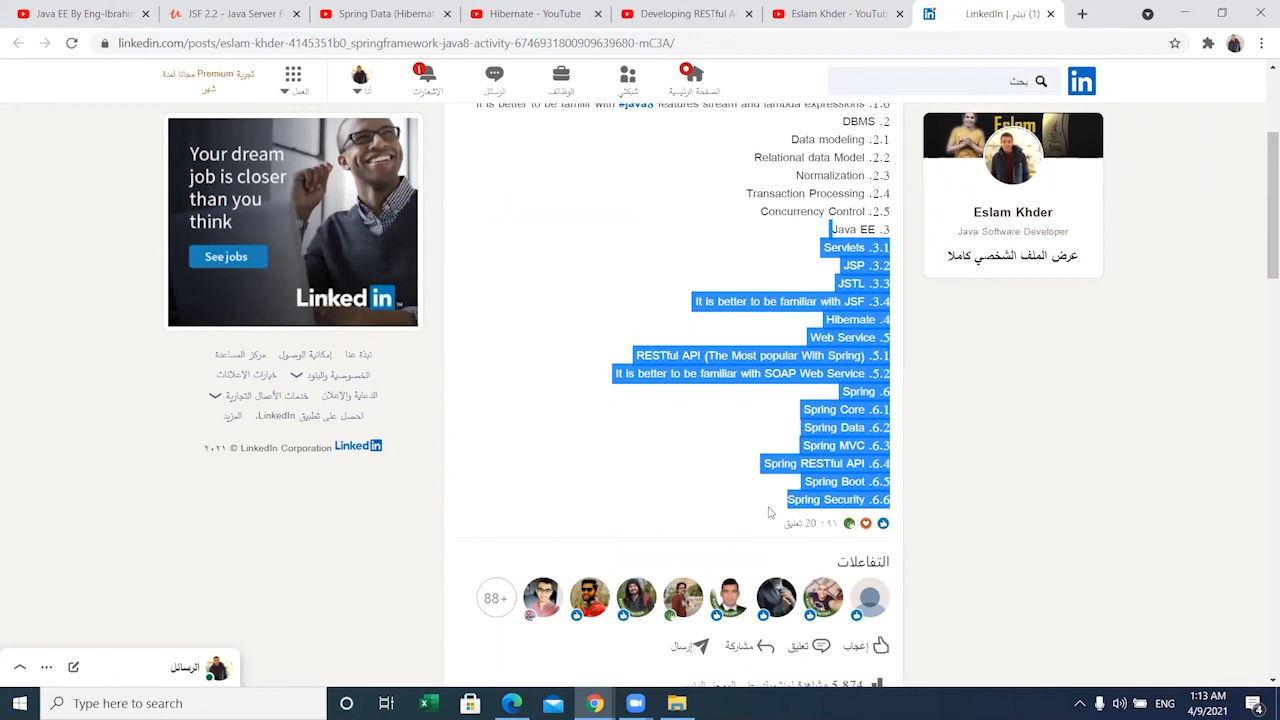 Java EE By Eng-Ibrahin
JSF 2.2 - Java Server F
Spring Data (Hibernat
Hibernate - YouTube
Developing RESTful AI
Eslam Khder - YouTub
(1) نشر | LinkedIn
linkedin.com/posts/eslam-khder-4145351b0_springframework-java8-activity-6746931800909639680-mC3A/
تجربة Premium مجانا لمدة
شهر
العمل
أنا
الإشعارات
الرسائل
الوظائف
شبكتي
الصفحة الرئيسية
بحث
It is better to be familir with #java8 features stream and lambda expressions .1.6
DBMS .2
Data modeling .2.1
Relational data Model .2.2
Normalization .2.3
Transaction Processing .2.4
Concurrency Control .2.5
Java EE .3
Servlets .3.1
JSP .3.2
JSTL .3.3
It is better to be familiar with JSF .3.4
Hibernate .4
Web Service .5
RESTful API (The Most popular With Spring) .5.1
It is better to be familiar with SOAP Web Service .5.2
Spring .6
Spring Core .6.1
Spring Data .6.2
Spring MVC .6.3
Spring RESTful API .6.4
Spring Boot .6.5
Spring Security .6.6
٩٦ · 20 تعليق
التفاعلات
88+
إعجاب
تعليق
مشاركة
إرسال
Your dream
job is closer
than you
think
See jobs
Linked in
نبذة عنا
إمكانية الوصول
مركز المساعدة
الخصوصية والبنود
خيارات الإعلانات
الدعاية والإعلان
خدمات الأعمال التجارية
احصل على تطبيق LinkedIn.
المزيد
LinkedIn LinkedIn Corporation © ٢٠٢١
Eslam
Eslam Khder
Java Software Developer
عرض الملف الشخصي كاملا
الرسائل
Type here to search
1:13 AM
4/9/2021